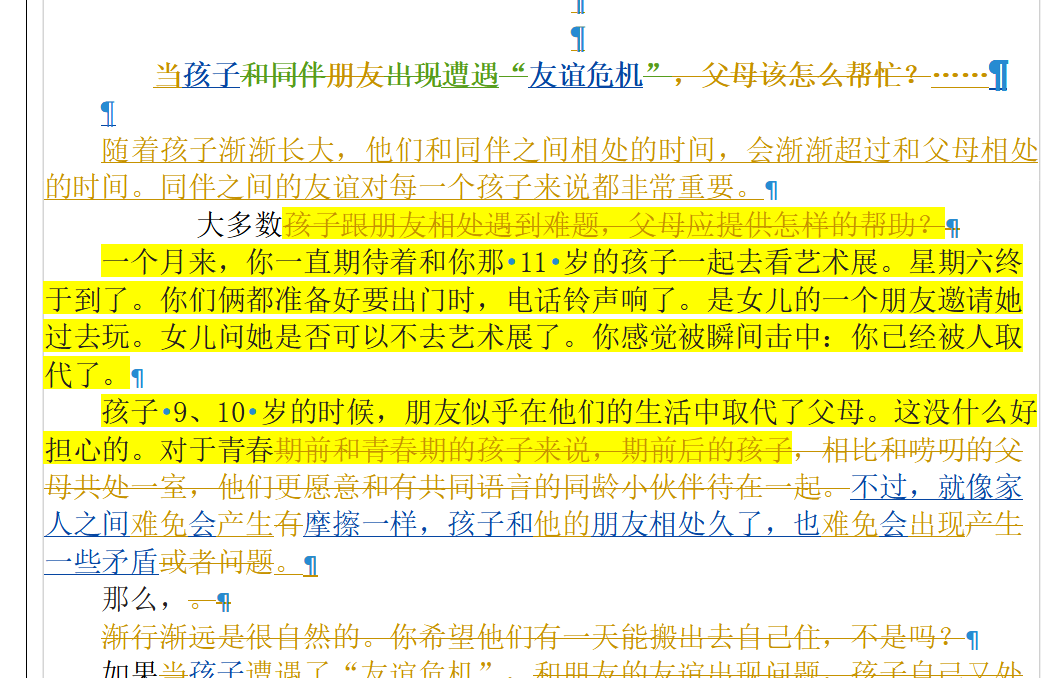 当孩子和同伴朋友出现遭遇“友谊危机”，父母该怎么帮忙？……¶
¶
随着孩子渐渐长大，他们和同伴之间相处的时间，会渐渐超过和父母相处
的时间。同伴之间的友谊对每一个孩子来说都非常重要。¶
大多数孩子跟朋友相处遇到难题，父母应提供怎样的帮助？¶
一个月来，你一直期待着和你那·11·岁的孩子一起去看艺术展。星期六终
于到了。你们俩都准备好要出门时，电话铃声响了。是女儿的一个朋友邀请她
过去玩。女儿问她是否可以不去艺术展了。你感觉被瞬间击中：你已经被人取
代了。¶
孩子·9、10·岁的时候，朋友似乎在他们的生活中取代了父母。这没什么好
担心的。对于青春期前和青春期的孩子来说，期前后的孩子，相比和唠叨的父
母共处一室，他们更愿意和有共同语言的同龄小伙伴待在一起。不过，就像家
人之间难免会产生有摩擦一样，孩子和他的朋友相处久了，也难免会出现产生
一些矛盾或者问题。¶
那么，。¶
渐行渐远是很自然的。你希望他们有一天能搬出去自己住，不是吗？¶
如果当孩子遭遇了“友谊危机”，和朋友的友谊出现问题，孩子自己又处